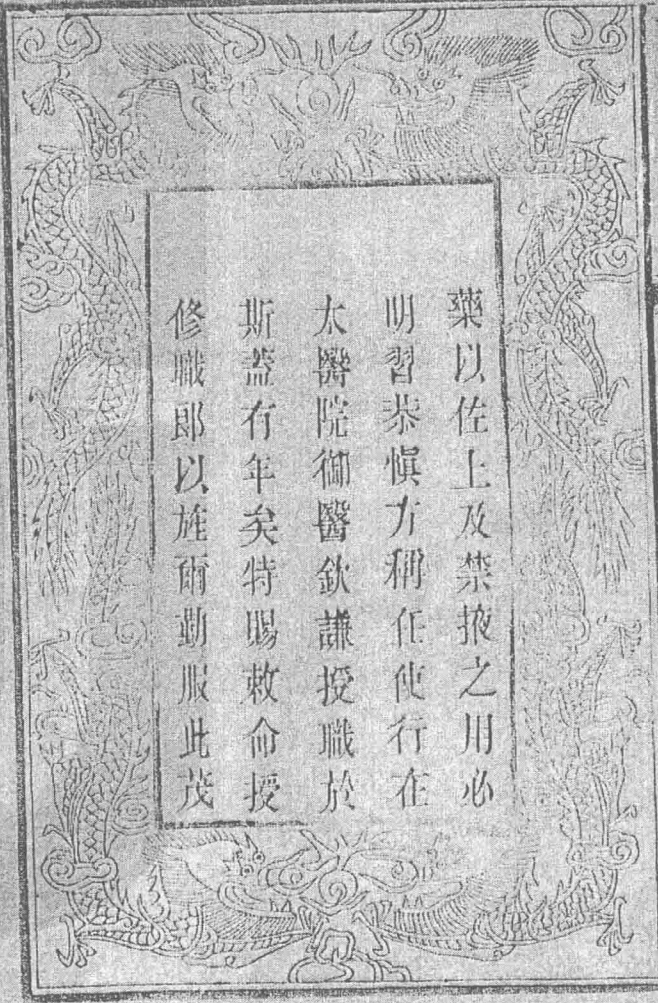 藥以佐上及禁掖之用必
明習恭慎方稱任使行在
太醫院御醫欽謙授職於
斯蓋有年矣特賜敕命授
修職郎以旌爾勤服此茂